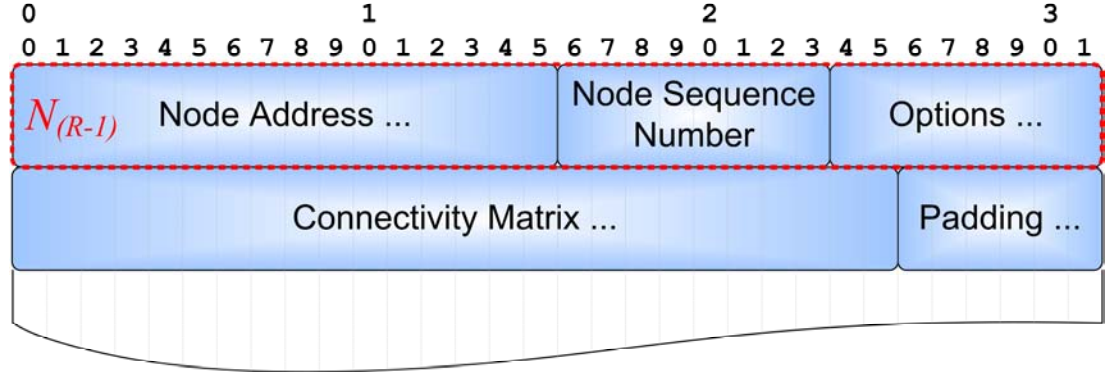 0 1 2 3
0 1 2 3 4 5 6 7 8 9 0 1 2 3 4 5 6 7 8 9 0 1 2 3 4 5 6 7 8 9 0 1
N(R-1) Node Address ... Node Sequence Number Options ...
Connectivity Matrix ... Padding ...